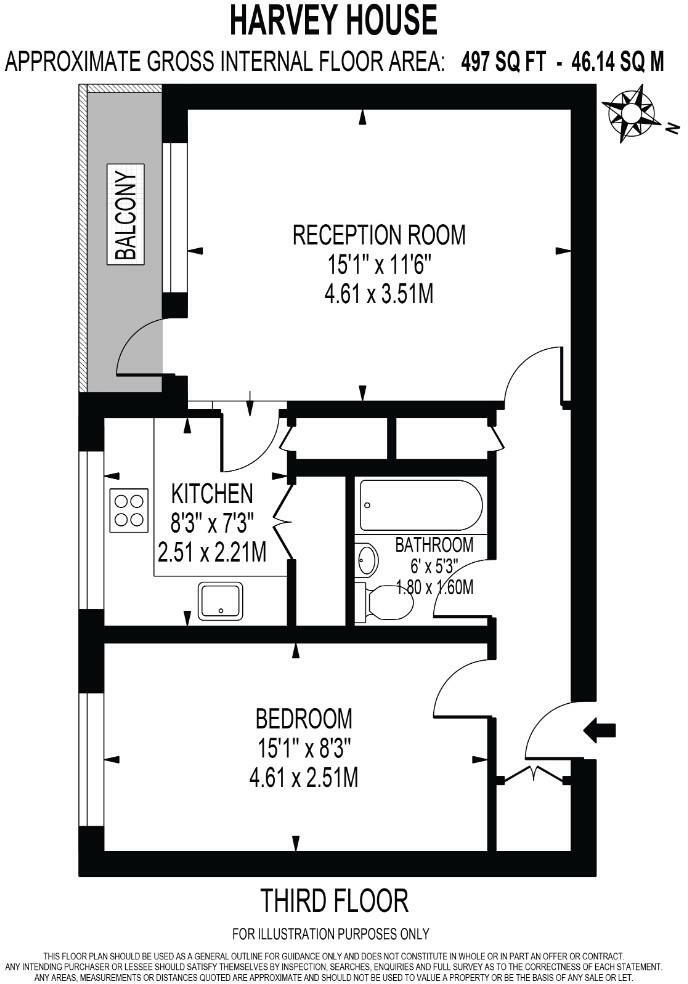 HARVEY HOUSE
APPROXIMATE GROSS INTERNAL FLOOR AREA: 497 SQ FT - 46.14 SQ M
N
BALCONY
RECEPTION ROOM
15'1" x 11'6"
4.61 x 3.51M
KITCHEN
8'3" x 7'3"
2.51 x 2.21M
BATHROOM
6' x 5'3"
1.80 x 1.60M
BEDROOM
15'1" x 8'3"
4.61 x 2.51M
THIRD FLOOR
FOR ILLUSTRATION PURPOSES ONLY
THIS FLOOR PLAN SHOULD BE USED AS A GENERAL OUTLINE FOR GUIDANCE ONLY AND DOES NOT CONSTITUTE IN WHOLE OR IN PART AN OFFER OR CONTRACT.
ANY INTENDING PURCHASER OR LESSEE SHOULD SATISFY THEMSELVES BY INSPECTION, SEARCHES, ENQUIRIES AND FULL SURVEY AS TO THE CORRECTNESS OF EACH STATEMENT.
ANY AREAS, MEASUREMENTS OR DISTANCES QUOTED ARE APPROXIMATE AND SHOULD NOT BE USED TO VALUE A PROPERTY OR BE THE BASIS OF ANY SALE OR LET.